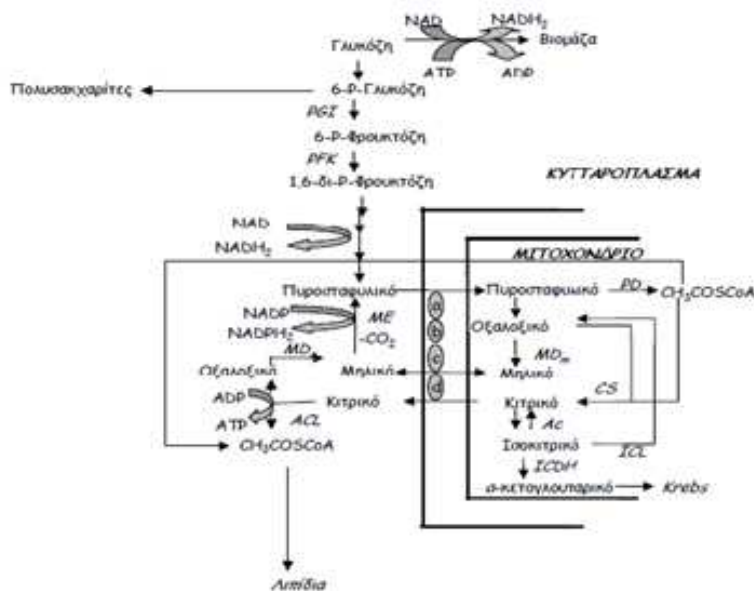 NAD NADH₂
Γλυκόζη Βιομάζα
ATP ADP
Πολυσακχαρίτες 6-P-Γλυκόζη
PGI
6-P-Φρουκτόζη
PFK
1,6-δι-P-Φρουκτόζη
ΚΥΤΤΑΡΟΠΛΑΣΜΑ
NAD
NADH₂
ΜΙΤΟΧΟΝΔΡΙΟ
Πυροσταφυλικό a Πυροσταφυλικό PD CH₃COSCoA
NADP ME b Οξαλοξικό
NADPH₂ -CO₂
MD c MDm
Οξαλοξικό Μηλικό Μηλικό
d CS
ADP Κιτρικό Κιτρικό
ATP ACL Ac
CH₃COSCoA Ισοκιτρικό ICL
ICDH
α-κετογλουταρικό Krebs
Λιπίδια